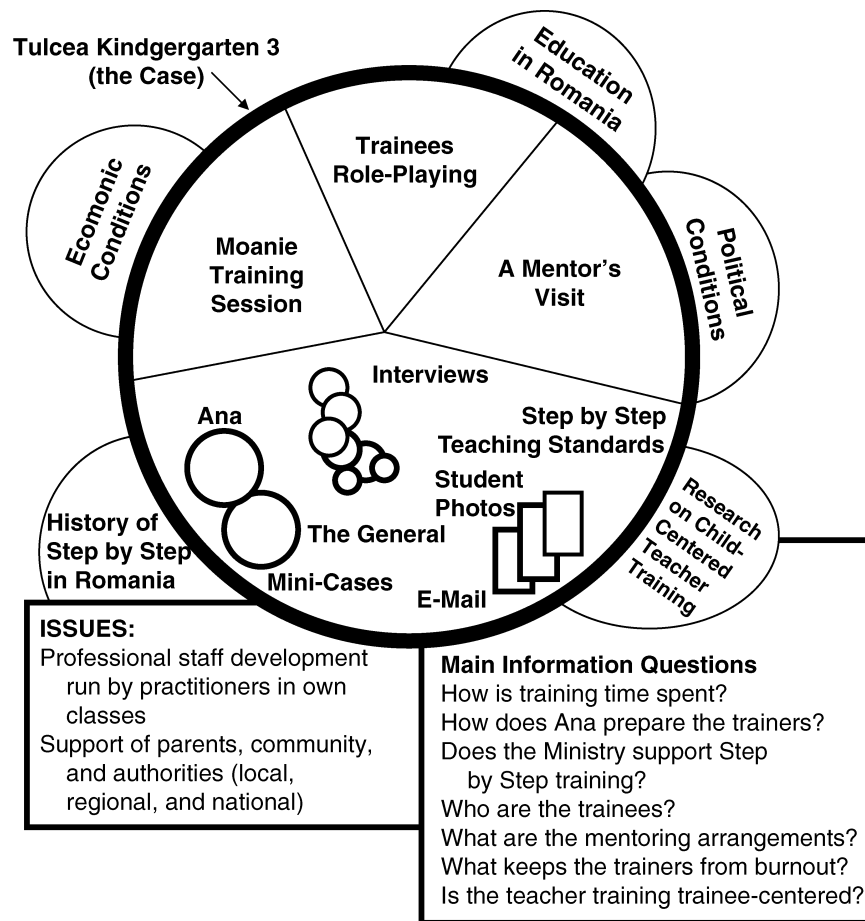 Tulcea Kindgergarten 3
(the Case)
Education
in Romania
Trainees
Role-Playing
Ecomonic
Conditions
Moanie
Training
Session
A Mentor's
Visit
Political
Conditions
Interviews
Ana
Step by Step
Teaching Standards
Student
Photos
History of
Step by Step
in Romania
The General
Mini-Cases
E-Mail
Research
on Child-
Centered
Teacher
Training
ISSUES:
Professional staff development
run by practitioners in own
classes
Support of parents, community,
and authorities (local,
regional, and national)
Main Information Questions
How is training time spent?
How does Ana prepare the trainers?
Does the Ministry support Step
by Step training?
Who are the trainees?
What are the mentoring arrangements?
What keeps the trainers from burnout?
Is the teacher training trainee-centered?